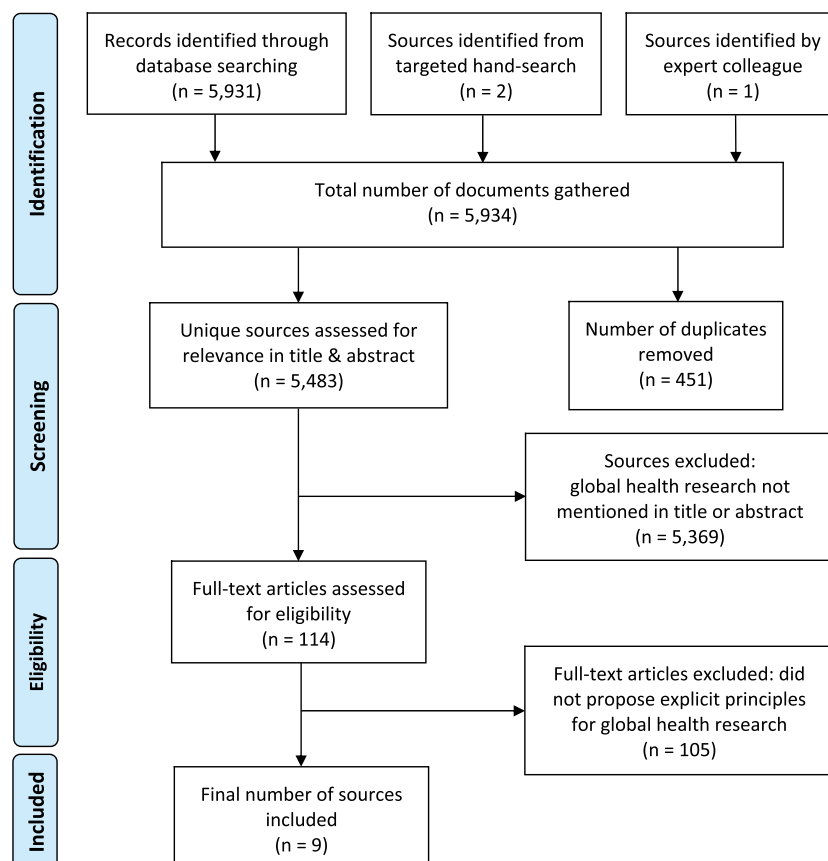 Identification
Records identified through
database searching
(n = 5,931)
Sources identified from
targeted hand-search
(n = 2)
Sources identified by
expert colleague
(n = 1)
Total number of documents gathered
(n = 5,934)
Screening
Unique sources assessed for
relevance in title & abstract
(n = 5,483)
Number of duplicates
removed
(n = 451)
Sources excluded:
global health research not
mentioned in title or abstract
(n = 5,369)
Eligibility
Full-text articles assessed
for eligibility
(n = 114)
Full-text articles excluded: did
not propose explicit principles
for global health research
(n = 105)
Included
Final number of sources
included
(n = 9)